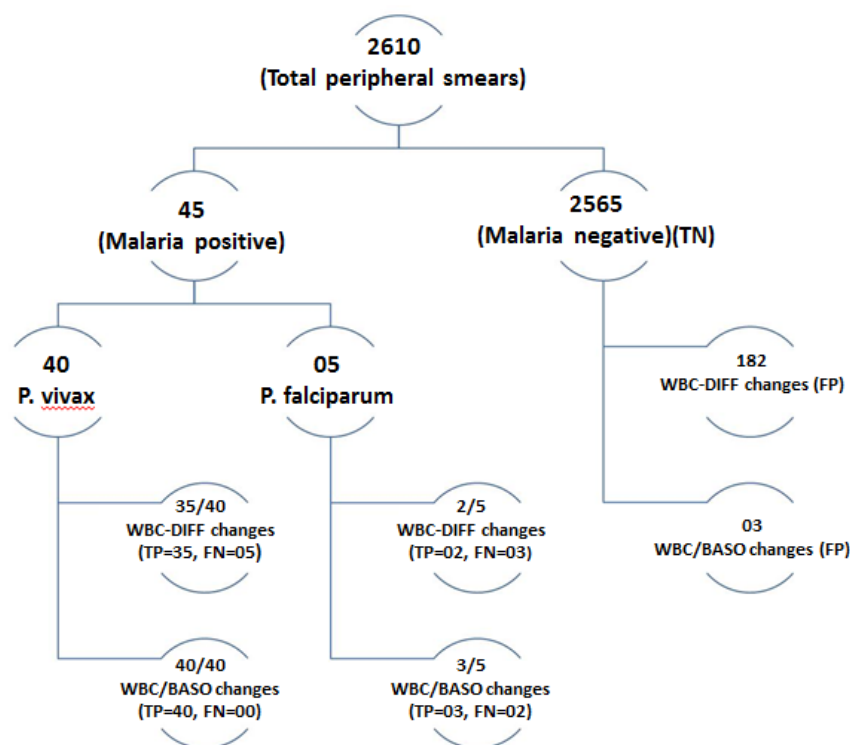 2610
(Total peripheral smears)
45
(Malaria positive)
2565
(Malaria negative)(TN)
40
P. vivax
05
P. falciparum
182
WBC-DIFF changes (FP)
35/40
WBC-DIFF changes
(TP=35, FN=05)
2/5
WBC-DIFF changes
(TP=02, FN=03)
03
WBC/BASO changes (FP)
40/40
WBC/BASO changes
(TP=40, FN=00)
3/5
WBC/BASO changes
(TP=03, FN=02)